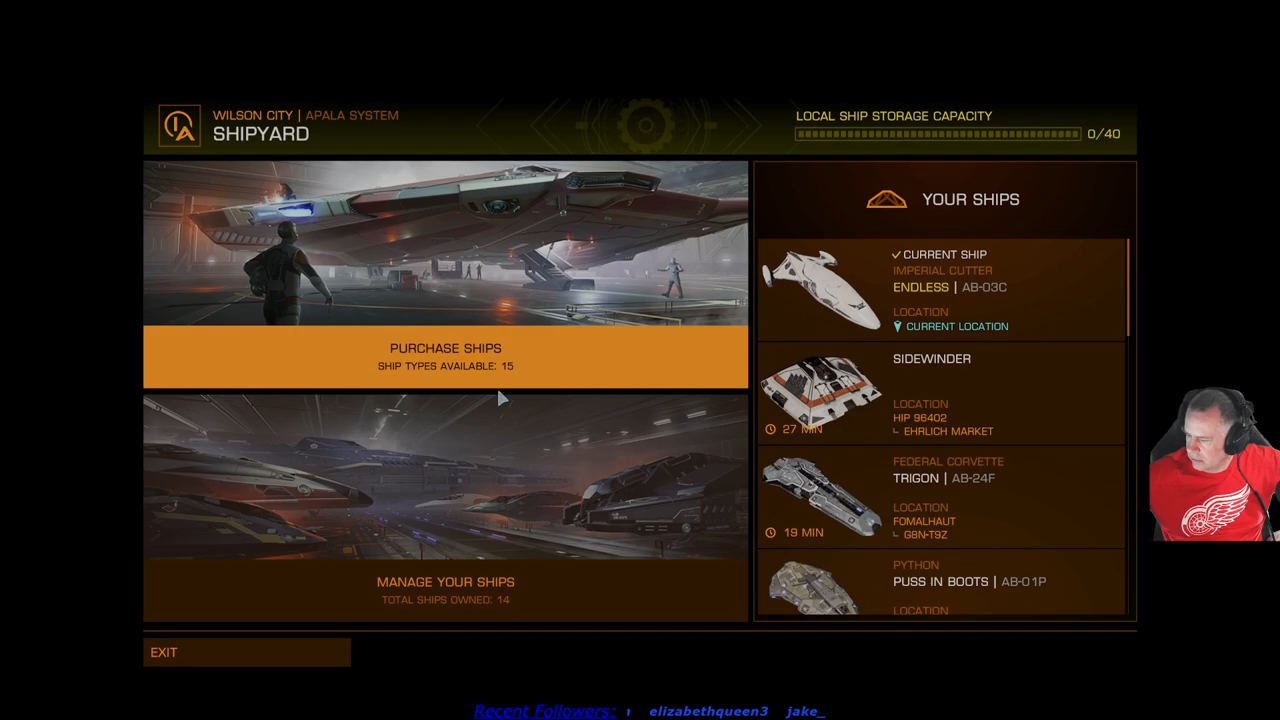 WILSON CITY | APALA SYSTEM
SHIPYARD
LOCAL SHIP STORAGE CAPACITY
0/40
PURCHASE SHIPS
SHIP TYPES AVAILABLE: 15
MANAGE YOUR SHIPS
TOTAL SHIPS OWNED: 14
EXIT
YOUR SHIPS
CURRENT SHIP
IMPERIAL CUTTER
ENDLESS | AB-03C
LOCATION
CURRENT LOCATION
SIDEWINDER
LOCATION
HIP 96402
EHRLICH MARKET
27 MIN
FEDERAL CORVETTE
TRIGON | AB-24F
LOCATION
FOMALHAUT
G8N-T9Z
19 MIN
PYTHON
PUSS IN BOOTS | AB-01P
LOCATION
Recent Followers: elizabethqueen3 jake_